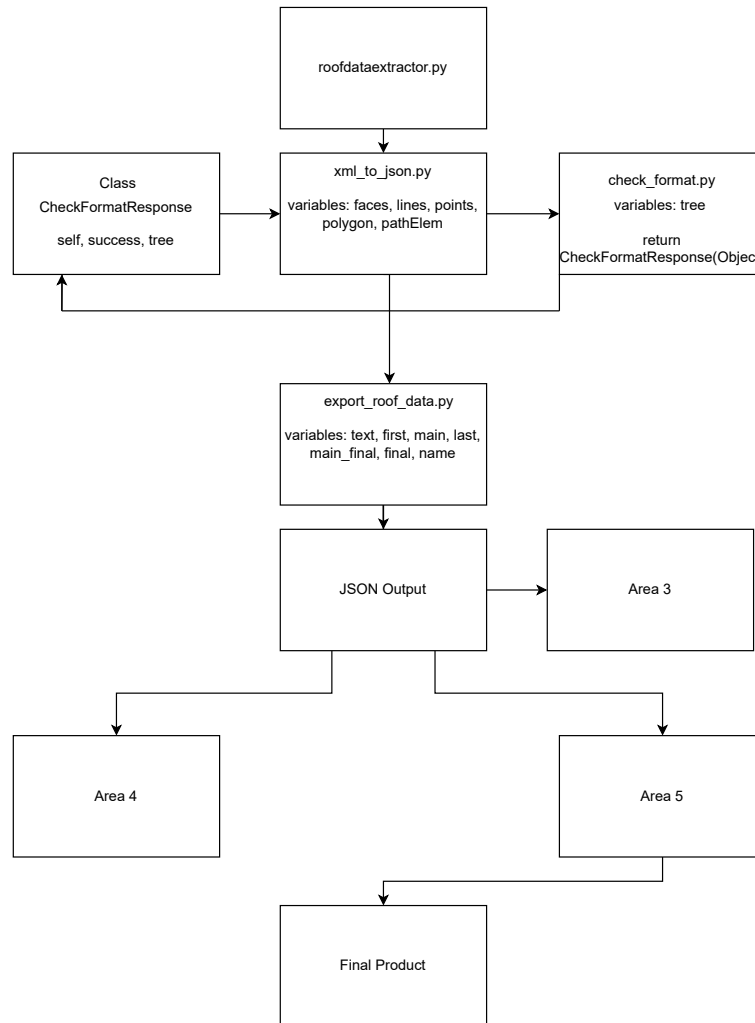 roofdataextractor.py
Class
CheckFormatResponse
self, success, tree
xml_to_json.py
variables: faces, lines, points,
polygon, pathElem
check_format.py
variables: tree
return
CheckFormatResponse(Objec
export_roof_data.py
variables: text, first, main, last,
main_final, final, name
JSON Output
Area 3
Area 4
Area 5
Final Product